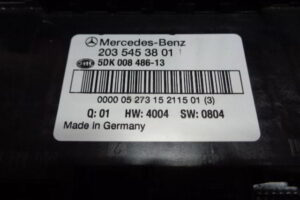 Mercedes-Benz
203 545 38 01
5DK 008 486-13
0000 05 273 15 2115 01 (3)
Q: 01 HW: 4004 SW: 0804
Made in Germany